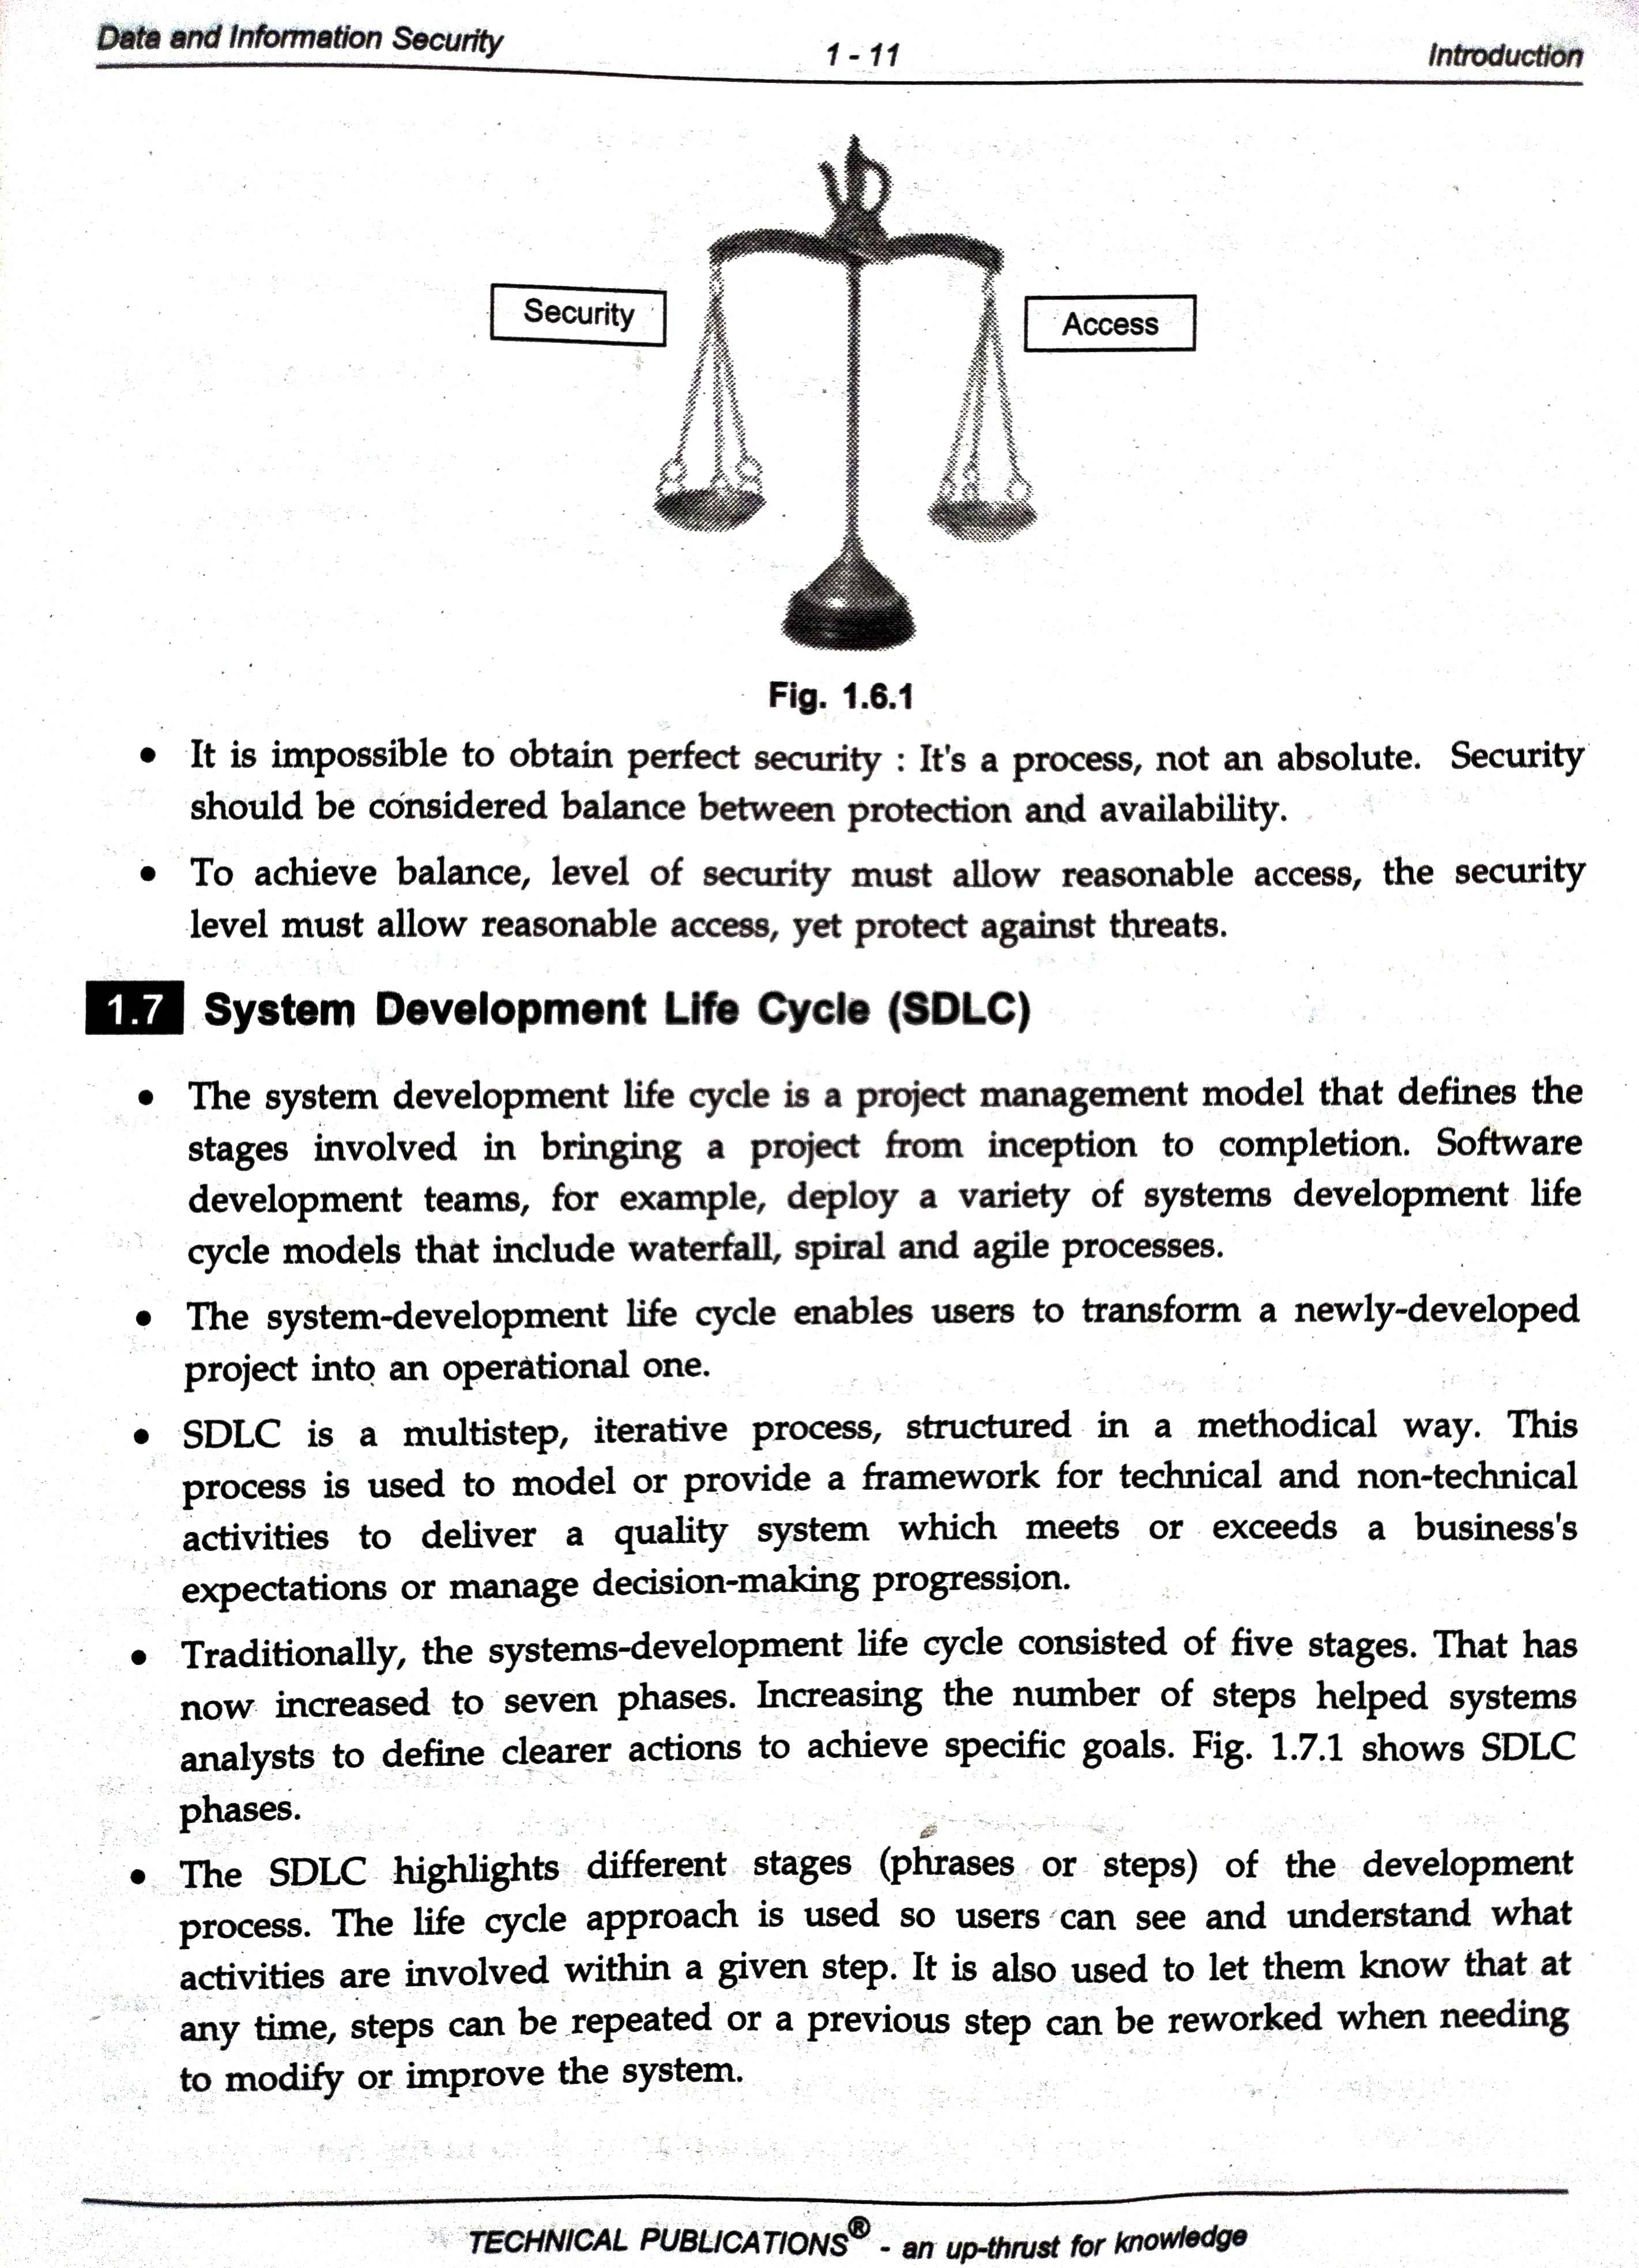 Data and Information Security
1 - 11
Introduction
Security
Access
Fig. 1.6.1
• It is impossible to obtain perfect security : It's a process, not an absolute. Security
should be considered balance between protection and availability.
• To achieve balance, level of security must allow reasonable access, the security
level must allow reasonable access, yet protect against threats.
1.7 System Development Life Cycle (SDLC)
• The system development life cycle is a project management model that defines the
stages involved in bringing a project from inception to completion. Software
development teams, for example, deploy a variety of systems development life
cycle models that include waterfall, spiral and agile processes.
• The system-development life cycle enables users to transform a newly-developed
project into an operational one.
• SDLC is a multistep, iterative process, structured in a methodical way. This
process is used to model or provide a framework for technical and non-technical
activities to deliver a quality system which meets or exceeds a business's
expectations or manage decision-making progression.
• Traditionally, the systems-development life cycle consisted of five stages. That has
now increased to seven phases. Increasing the number of steps helped systems
analysts to define clearer actions to achieve specific goals. Fig. 1.7.1 shows SDLC
phases.
• The SDLC highlights different stages (phrases or steps) of the development
process. The life cycle approach is used so users can see and understand what
activities are involved within a given step. It is also used to let them know that at
any time, steps can be repeated or a previous step can be reworked when needing
to modify or improve the system.
TECHNICAL PUBLICATIONS® - an up-thrust for knowledge